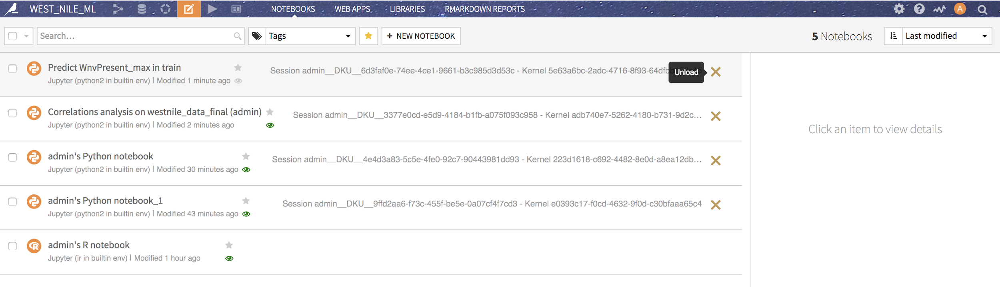 WEST_NILE_ML NOTEBOOKS WEB APPS LIBRARIES RMARKDOWN REPORTS A
Search... Tags + NEW NOTEBOOK 5 Notebooks Last modified
Predict WnvPresent_max in train
Jupyter (python2 in builtin env) | Modified 1 minute ago
Session admin__DKU__6d3faf0e-74ee-4ce1-9661-b3c985d3d53c - Kernel 5e63a6bc-2adc-4716-8f93-64dfb
Unload
Correlations analysis on westnile_data_final (admin)
Jupyter (python2 in builtin env) | Modified 2 minutes ago
Session admin__DKU__3377e0cd-e5d9-4184-b1fb-a075f093c958 - Kernel adb740e7-5262-4180-b731-9d2c...
admin's Python notebook
Jupyter (python2 in builtin env) | Modified 30 minutes ago
Session admin__DKU__4e4d3a83-5c5e-4fe0-92c7-90443981dd93 - Kernel 223d1618-c692-4482-8e0d-a8ea12db...
admin's Python notebook_1
Jupyter (python2 in builtin env) | Modified 43 minutes ago
Session admin__DKU__9ffd2aa6-f73c-455f-be5e-0a07cf4f7cd3 - Kernel e0393c17-f0cd-4632-9f0d-c30bfaaa65c4
R admin's R notebook
Jupyter (ir in builtin env) | Modified 1 hour ago
Click an item to view details